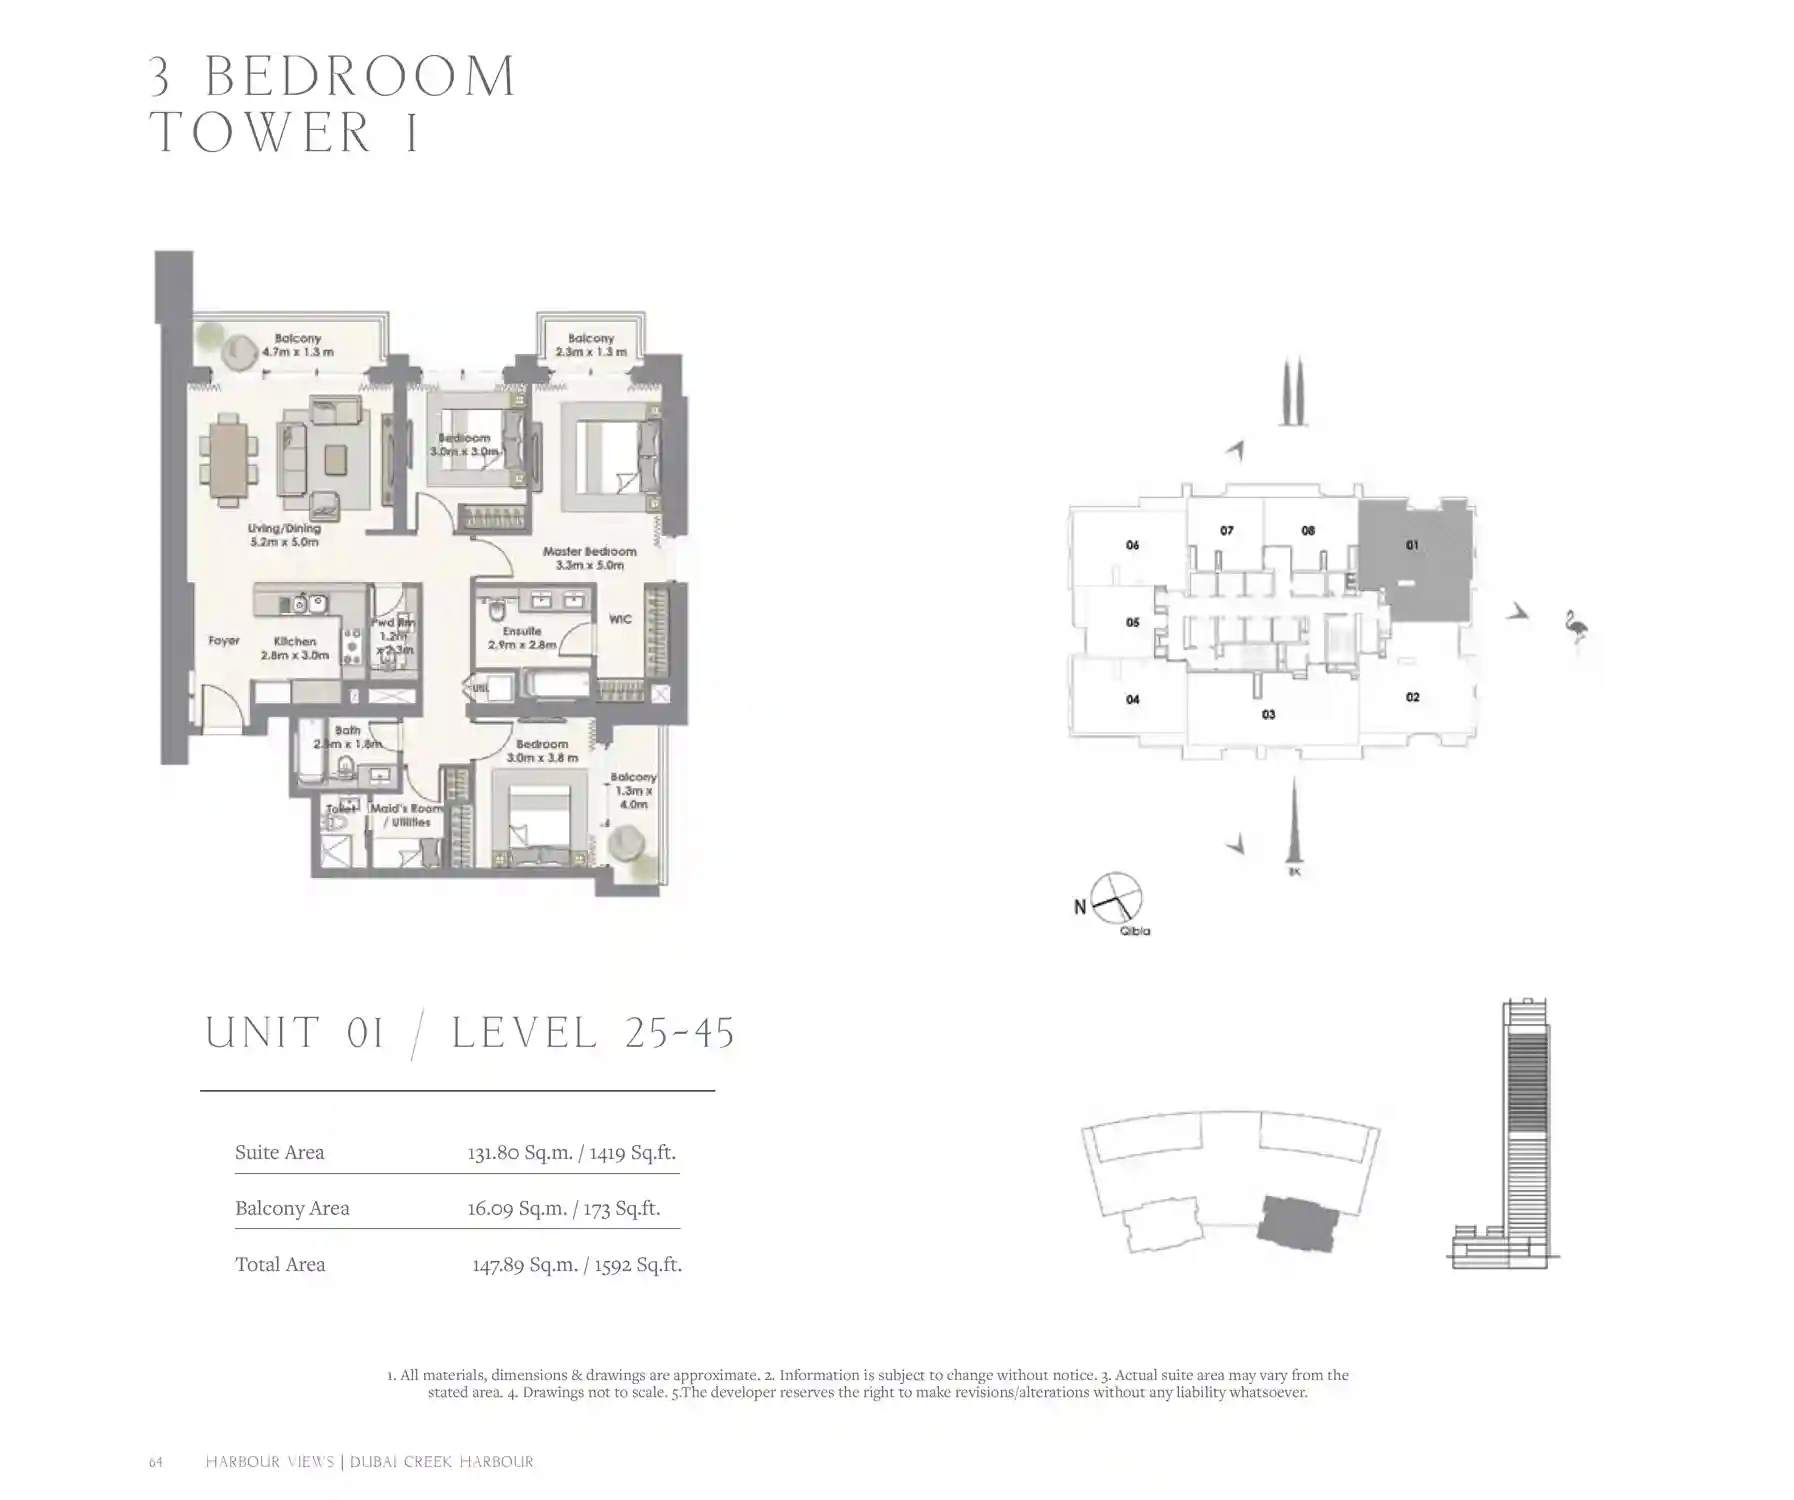 3 BEDROOM
TOWER 1
Balcony
4.7m x 1.3 m
Balcony
2.3m x 1.3 m
Bedroom
3.0m x 3.0m
Living/Dining
5.2m x 5.0m
Master Bedroom
3.3m x 5.0m
Foyer
Kitchen
2.8m x 3.0m
Pwd Rm
1.2m
x 2.3m
Ensuite
2.9m x 2.8m
WIC
Util.
Bath
2.5m x 1.8m
Bedroom
3.0m x 3.8 m
Balcony
1.3m x
4.0m
Toilet
Maid's Room
/ Utilities
06
07
08
01
05
04
03
02
BK
N
Qibla
UNIT 01 / LEVEL 25-45
Suite Area 131.80 Sq.m. / 1419 Sq.ft.
Balcony Area 16.09 Sq.m. / 173 Sq.ft.
Total Area 147.89 Sq.m. / 1592 Sq.ft.
1. All materials, dimensions & drawings are approximate. 2. Information is subject to change without notice. 3. Actual suite area may vary from the
stated area. 4. Drawings not to scale. 5.The developer reserves the right to make revisions/alterations without any liability whatsoever.
64 HARBOUR VIEWS | DUBAI CREEK HARBOUR